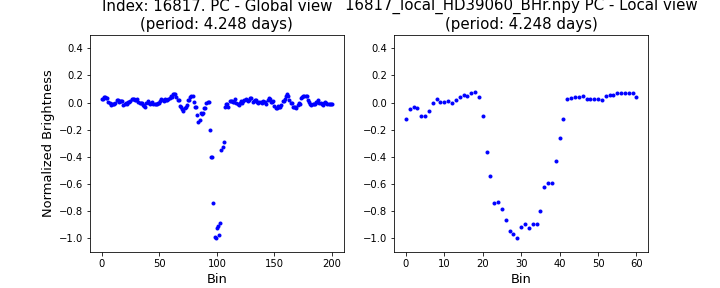 Index: 16817. PC - Global view
(period: 4.248 days)
16817_local_HD39060_BHr.npy PC - Local view
(period: 4.248 days)
Normalized Brightness
0.4
0.2
0.0
−0.2
−0.4
−0.6
−0.8
−1.0
0 50 100 150 200
Bin
0.4
0.2
0.0
−0.2
−0.4
−0.6
−0.8
−1.0
0 10 20 30 40 50 60
Bin